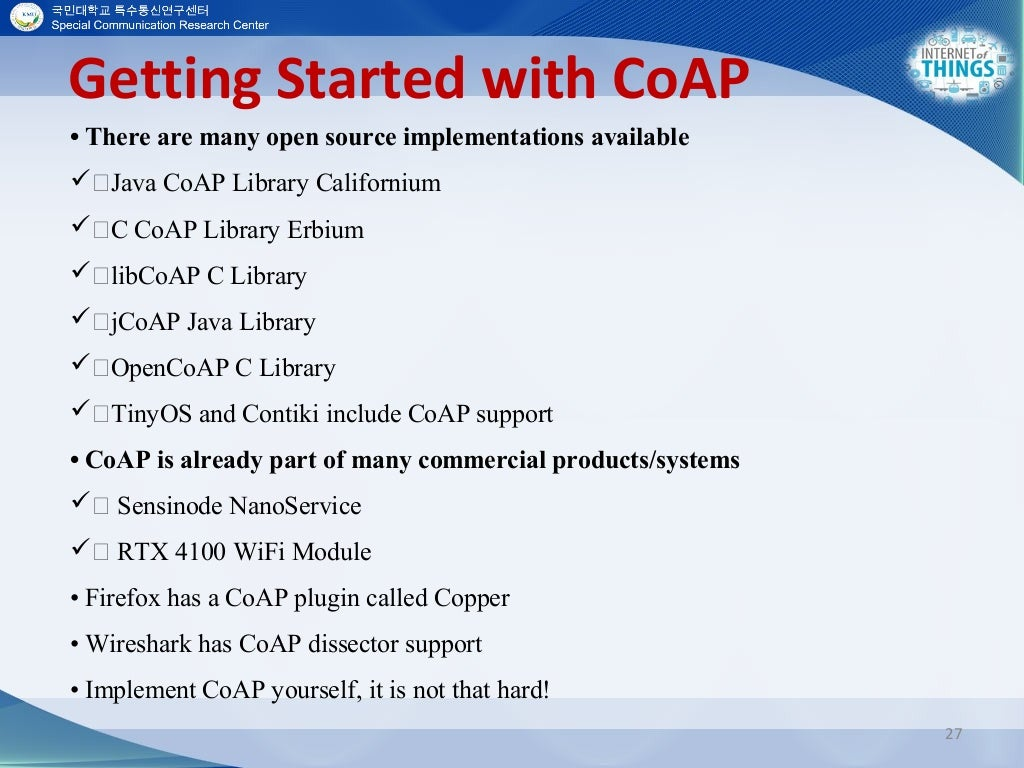 국민대학교 특수통신연구센터
Special Communication Research Center
KMU
INTERNET of
THINGS
Getting Started with CoAP
• There are many open source implementations available
✓□Java CoAP Library Californium
✓□C CoAP Library Erbium
✓□libCoAP C Library
✓□jCoAP Java Library
✓□OpenCoAP C Library
✓□TinyOS and Contiki include CoAP support
• CoAP is already part of many commercial products/systems
✓□ Sensinode NanoService
✓□ RTX 4100 WiFi Module
• Firefox has a CoAP plugin called Copper
• Wireshark has CoAP dissector support
• Implement CoAP yourself, it is not that hard!
27